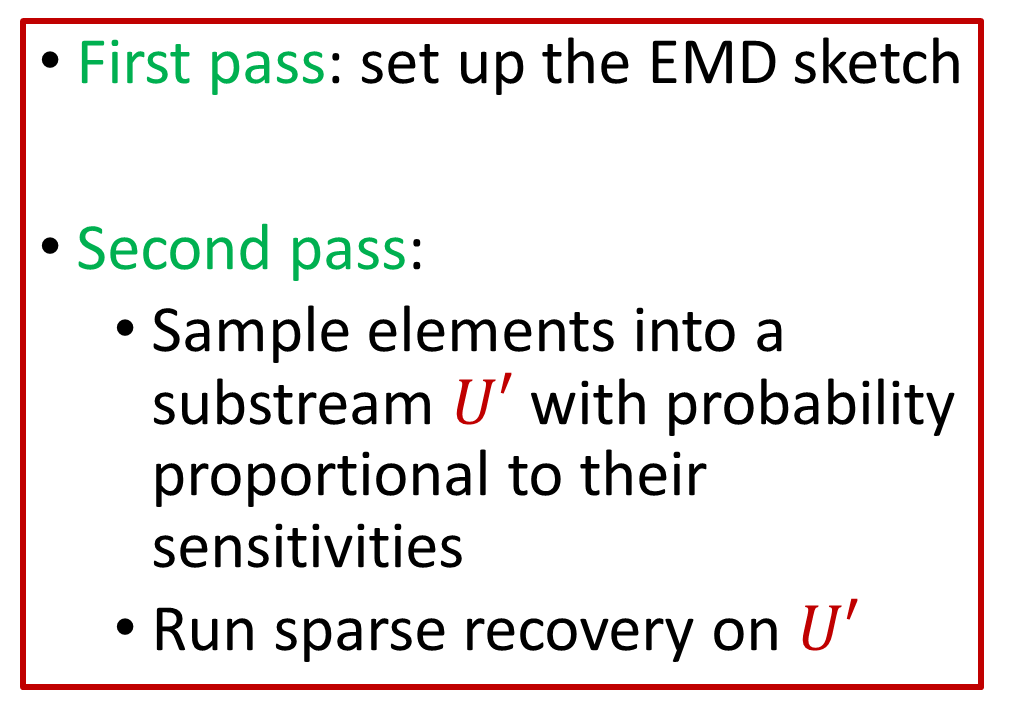 • First pass: set up the EMD sketch
• Second pass:
• Sample elements into a
substream U′ with probability
proportional to their
sensitivities
• Run sparse recovery on U′